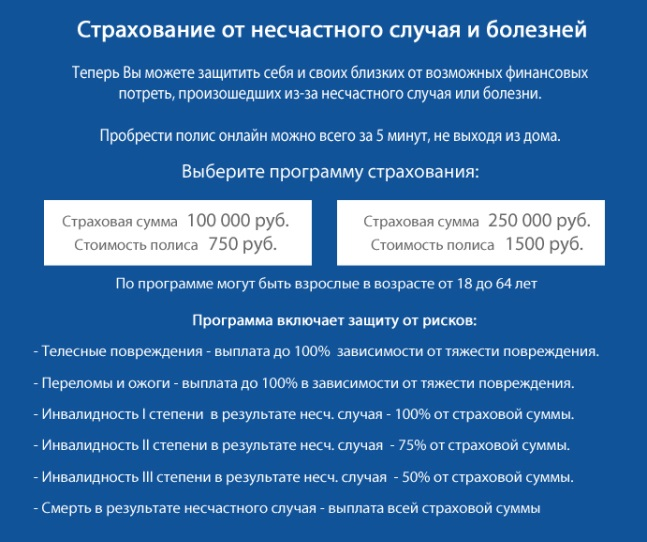 Страхование от несчастного случая и болезней
Теперь Вы можете защитить себя и своих близких от возможных финансовых
потреть, произошедших из-за несчастного случая или болезни.
Пробрести полис онлайн можно всего за 5 минут, не выходя из дома.
Выберите программу страхования:
Страховая сумма 100 000 руб.
Стоимость полиса 750 руб.
Страховая сумма 250 000 руб.
Стоимость полиса 1500 руб.
По программе могут быть взрослые в возрасте от 18 до 64 лет
Программа включает защиту от рисков:
- Телесные повреждения - выплата до 100% зависимости от тяжести повреждения.
- Переломы и ожоги - выплата до 100% в зависимости от тяжести повреждения.
- Инвалидность I степени в результате несч. случая - 100% от страховой суммы.
- Инвалидность II степени в результате несч. случая - 75% от страховой суммы.
- Инвалидность III степени в результате несч. случая - 50% от страховой суммы.
- Смерть в результате несчастного случая - выплата всей страховой суммы